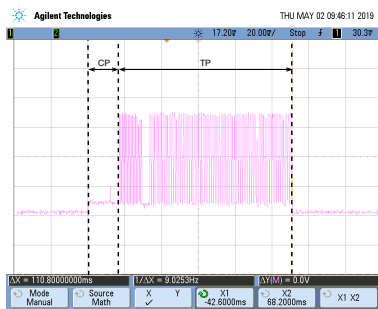 Agilent Technologies THU MAY 02 09:46:11 2019
1 2 17.20▽ 20.00▽/ Stop 1 30.3▽
CP TP
ΔX = 110.80000000ms 1/ΔX = 9.0253Hz ΔY(M) = 0.0V
Mode Source X Y X1 X2 X1 X2
Manual Math ✓ -42.6000ms 68.2000ms